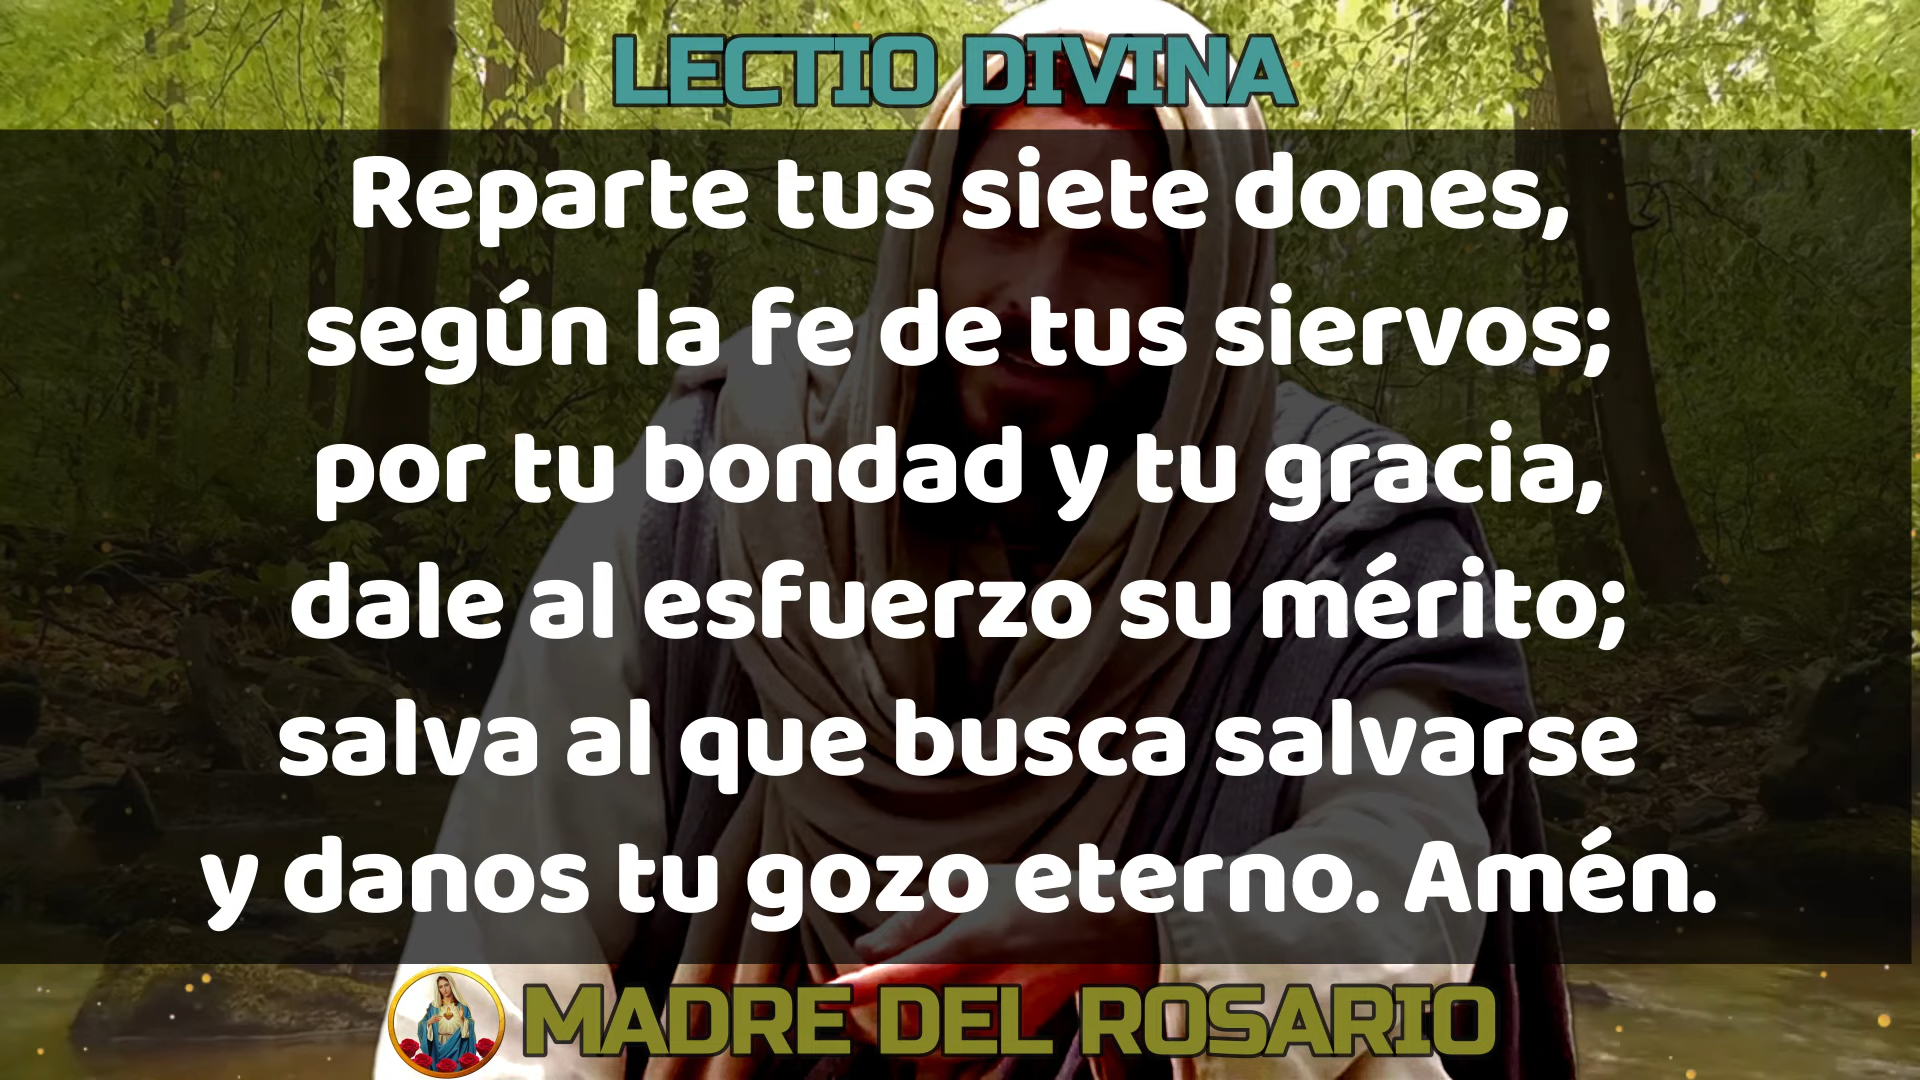 LECTIO DIVINA
Reparte tus siete dones,
según la fe de tus siervos;
por tu bondad y tu gracia,
dale al esfuerzo su mérito;
salva al que busca salvarse
y danos tu gozo eterno. Amén.
MADRE DEL ROSARIO